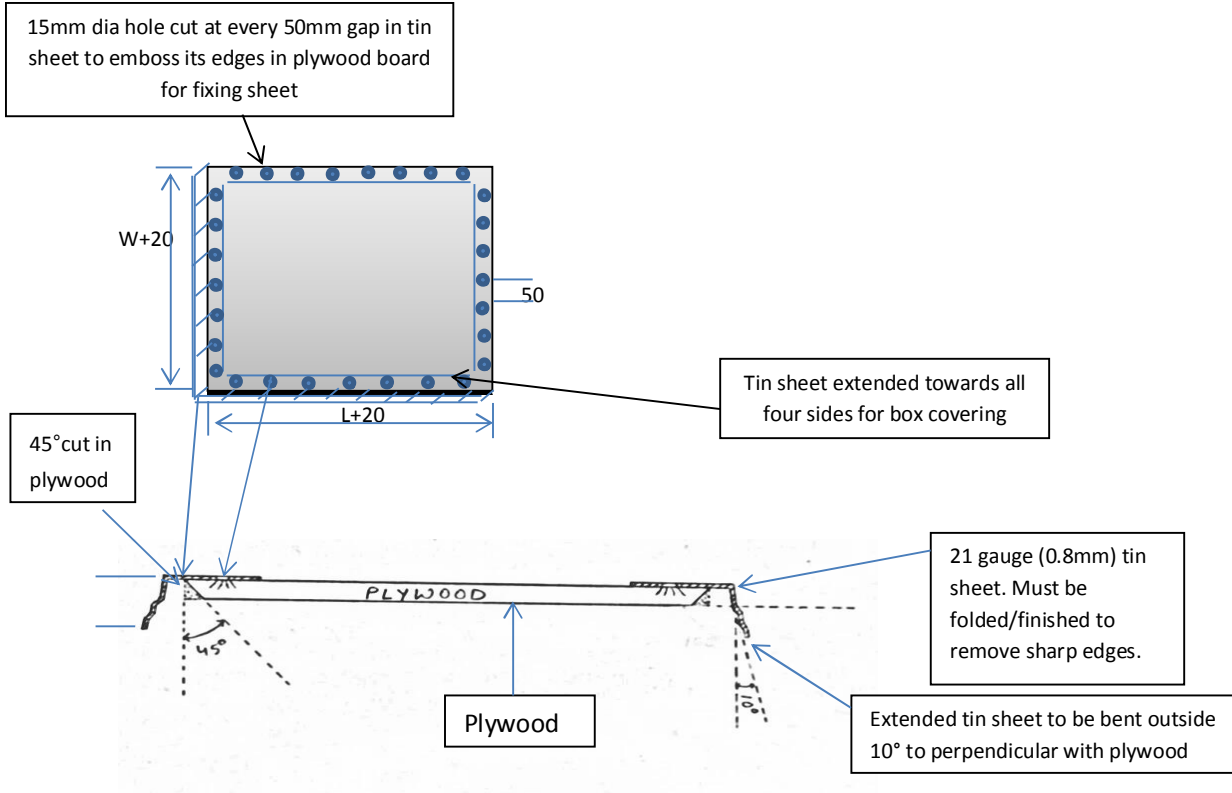 15mm dia hole cut at every 50mm gap in tin
sheet to emboss its edges in plywood board
for fixing sheet
W+20
50
L+20
Tin sheet extended towards all
four sides for box covering
45°cut in
plywood
PLYWOOD
45°
10°
21 gauge (0.8mm) tin
sheet. Must be
folded/finished to
remove sharp edges.
Plywood
Extended tin sheet to be bent outside
10° to perpendicular with plywood